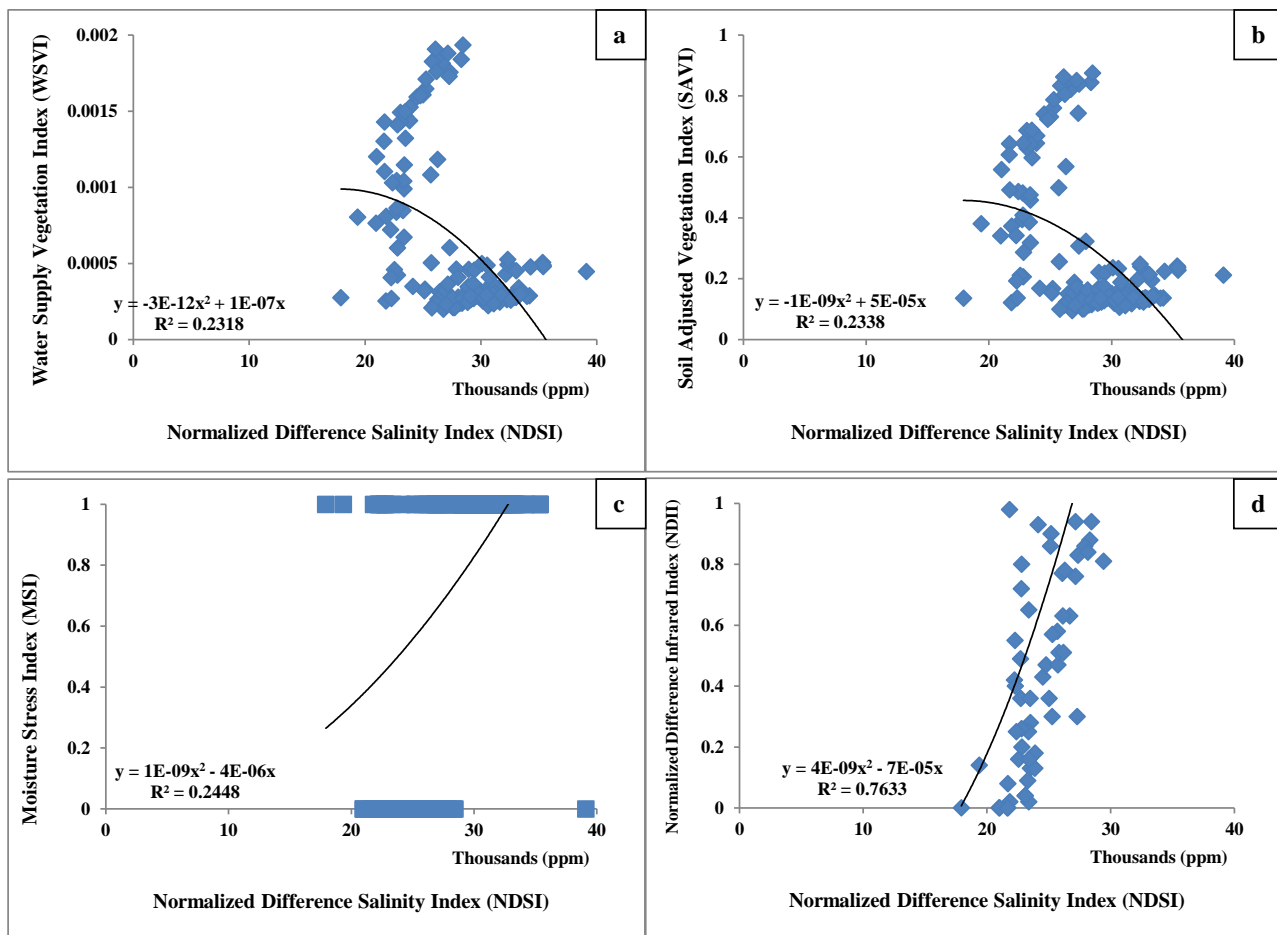 a
Water Supply Vegetation Index (WSVI)
0.002
0.0015
0.001
0.0005
0
y = -3E-12x² + 1E-07x
R² = 0.2318
0 10 20 30 40
Thousands (ppm)
Normalized Difference Salinity Index (NDSI)
b
Soil Adjusted Vegetation Index (SAVI)
1
0.8
0.6
0.4
0.2
0
y = -1E-09x² + 5E-05x
R² = 0.2338
0 10 20 30 40
Thousands (ppm)
Normalized Difference Salinity Index (NDSI)
c
Moisture Stress Index (MSI)
1
0.8
0.6
0.4
0.2
0
y = 1E-09x² - 4E-06x
R² = 0.2448
0 10 20 30 40
Thousands (ppm)
Normalized Difference Salinity Index (NDSI)
d
Normalized Difference Infrared Index (NDII)
1
0.8
0.6
0.4
0.2
0
y = 4E-09x² - 7E-05x
R² = 0.7633
0 10 20 30 40
Thousands (ppm)
Normalized Difference Salinity Index (NDSI)